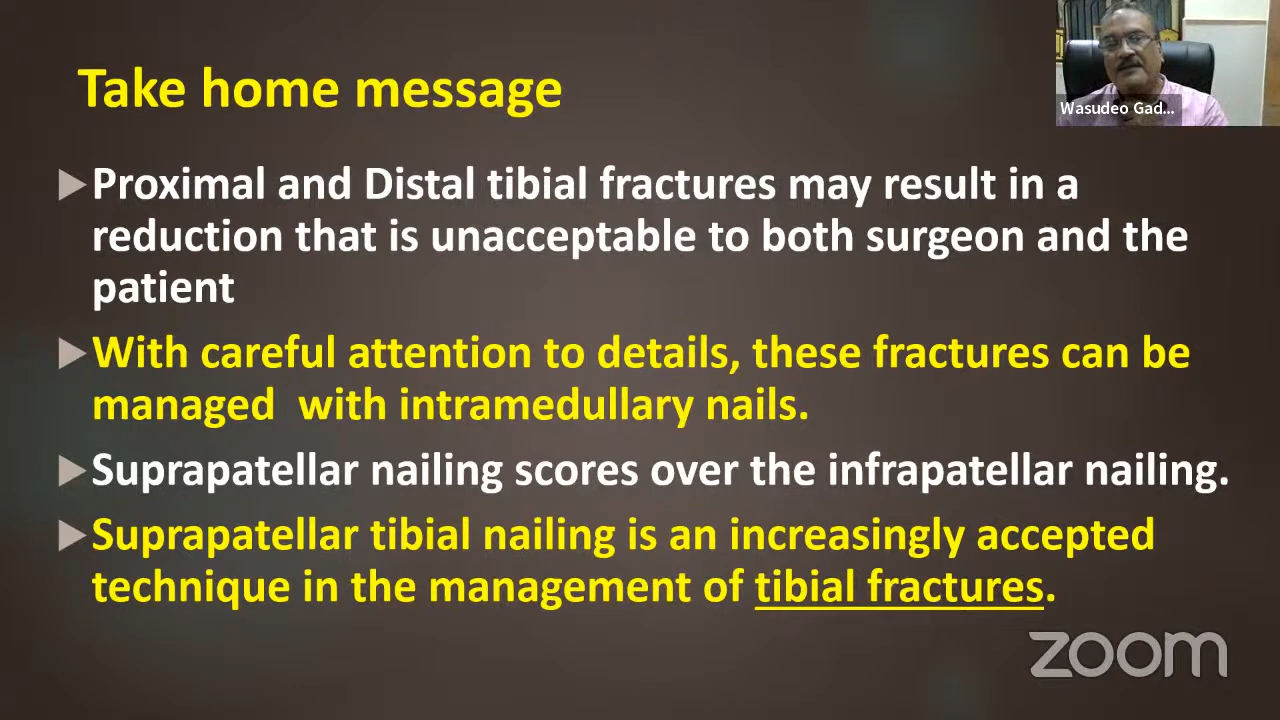 Take home message
Wasudeo Gad...
Proximal and Distal tibial fractures may result in a
reduction that is unacceptable to both surgeon and the
patient
With careful attention to details, these fractures can be
managed  with intramedullary nails.
Suprapatellar nailing scores over the infrapatellar nailing.
Suprapatellar tibial nailing is an increasingly accepted
technique in the management of tibial fractures.
zoom